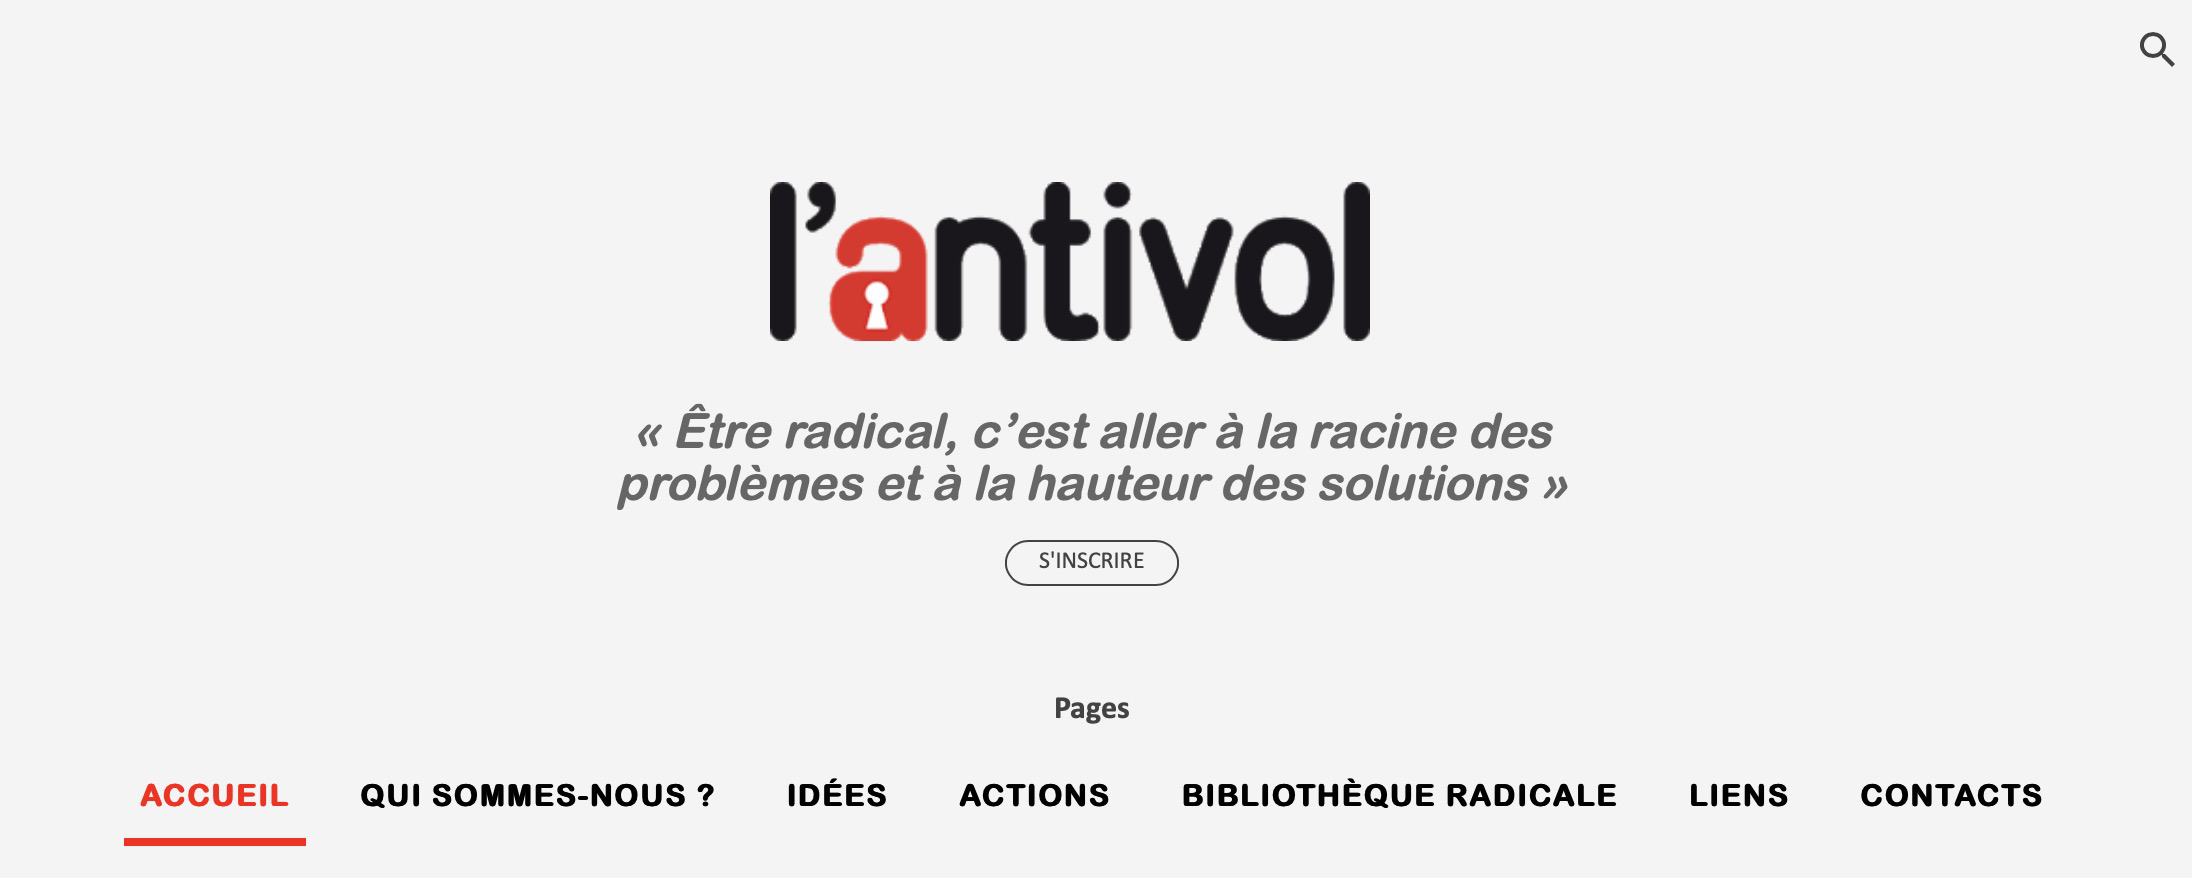 l’antivol
« Être radical, c’est aller à la racine des
problèmes et à la hauteur des solutions »
S'INSCRIRE
Pages
ACCUEIL QUI SOMMES-NOUS ? IDÉES ACTIONS BIBLIOTHÈQUE RADICALE LIENS CONTACTS